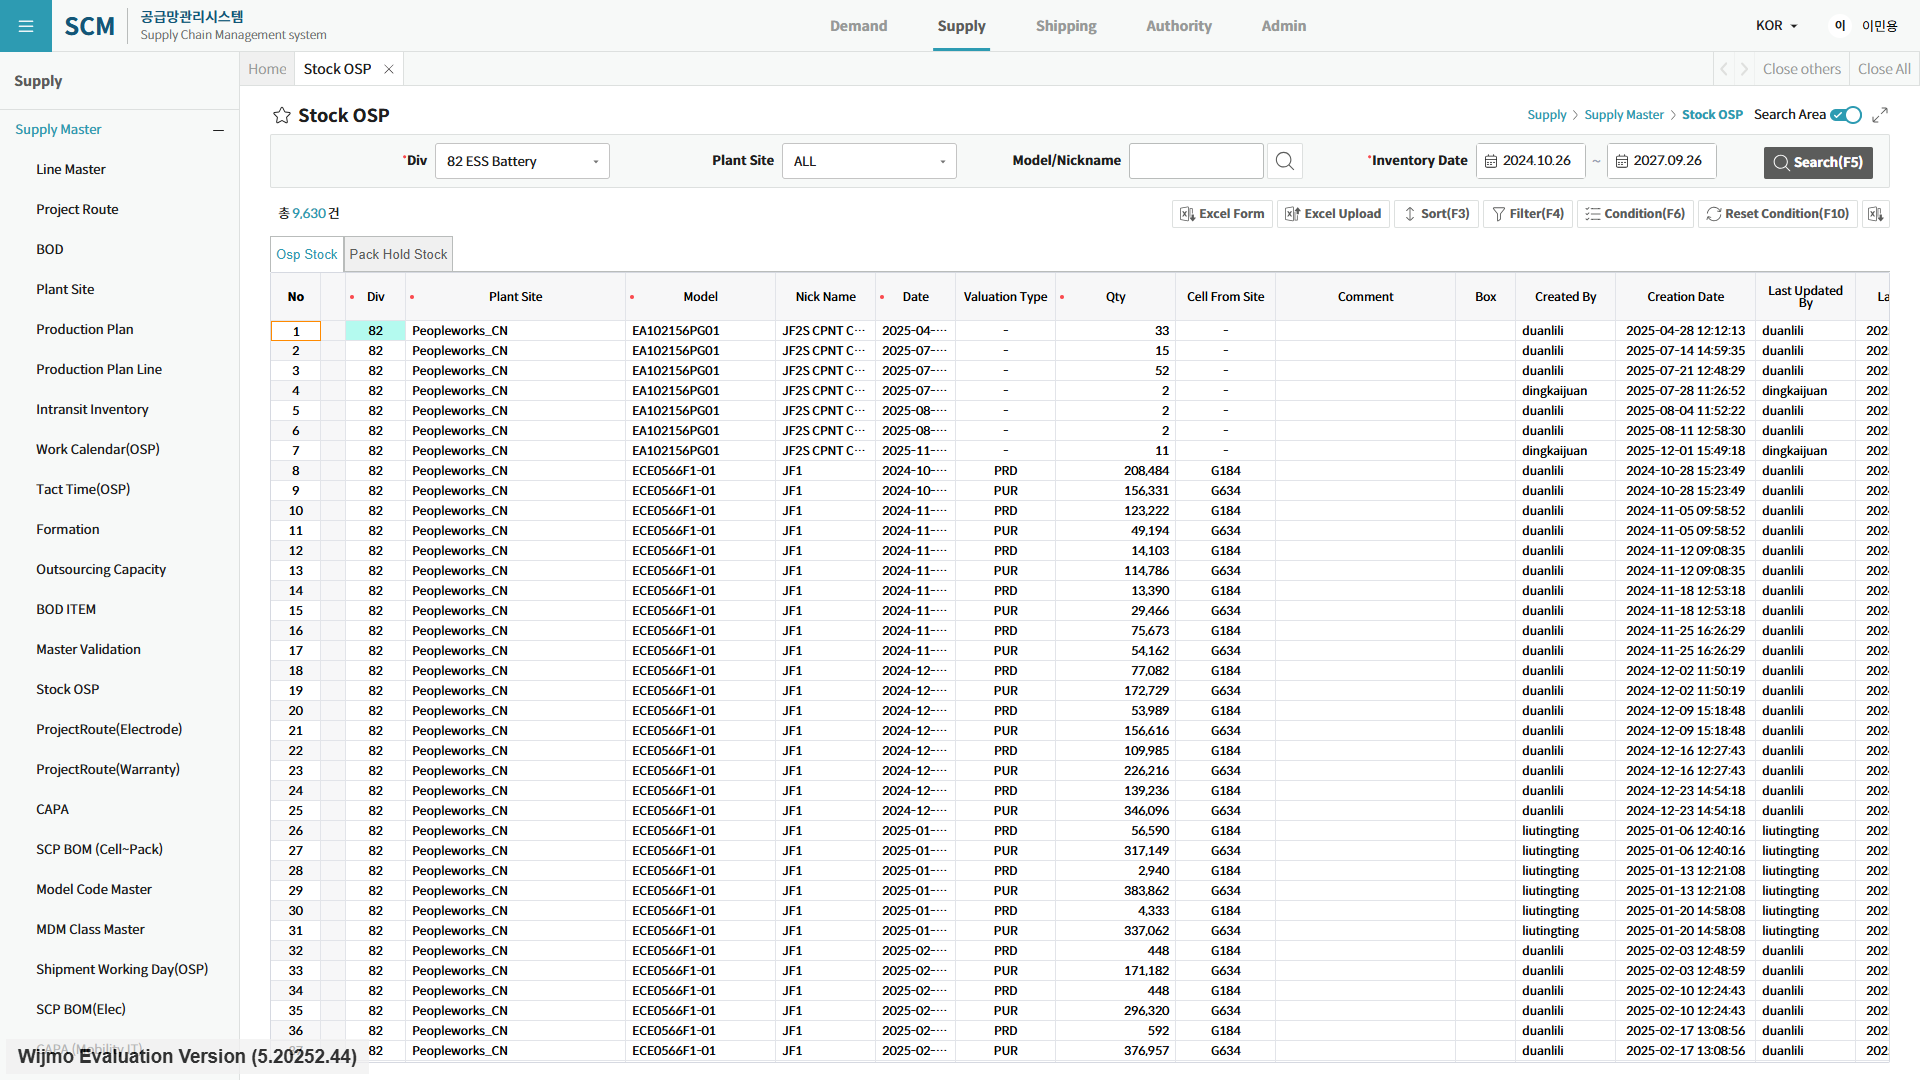 SCM 공급망관리시스템
Supply Chain Management system
Demand Supply Shipping Authority Admin
KOR 이 이민용
Supply
Home Stock OSP Close others Close All
Supply Master
Line Master
Project Route
BOD
Plant Site
Production Plan
Production Plan Line
Intransit Inventory
Work Calendar(OSP)
Tact Time(OSP)
Formation
Outsourcing Capacity
BOD ITEM
Master Validation
Stock OSP
ProjectRoute(Electrode)
ProjectRoute(Warranty)
CAPA
SCP BOM (Cell~Pack)
Model Code Master
MDM Class Master
Shipment Working Day(OSP)
SCP BOM(Elec)
CAPA (Mobility IT)
Wijmo Evaluation Version (5.20252.44)
Stock OSP
Supply > Supply Master > Stock OSP Search Area
*Div 82 ESS Battery Plant Site ALL Model/Nickname *Inventory Date 2024.10.26 ~ 2027.09.26 Search(F5)
총 9,630 건
Excel Form Excel Upload Sort(F3) Filter(F4) Condition(F6) Reset Condition(F10)
Osp Stock Pack Hold Stock
No Div Plant Site Model Nick Name Date Valuation Type Qty Cell From Site Comment Box Created By Creation Date Last Updated By La
1 82 Peopleworks_CN EA102156PG01 JF2S CPNT C··· 2025-04-··· - 33 - duanlili 2025-04-28 12:12:13 duanlili 202
2 82 Peopleworks_CN EA102156PG01 JF2S CPNT C··· 2025-07-··· - 15 - duanlili 2025-07-14 14:59:35 duanlili 202
3 82 Peopleworks_CN EA102156PG01 JF2S CPNT C··· 2025-07-··· - 52 - duanlili 2025-07-21 12:48:29 duanlili 202
4 82 Peopleworks_CN EA102156PG01 JF2S CPNT C··· 2025-07-··· - 2 - dingkaijuan 2025-07-28 11:26:52 dingkaijuan 202
5 82 Peopleworks_CN EA102156PG01 JF2S CPNT C··· 2025-08-··· - 2 - duanlili 2025-08-04 11:52:22 duanlili 202
6 82 Peopleworks_CN EA102156PG01 JF2S CPNT C··· 2025-08-··· - 2 - duanlili 2025-08-11 12:58:30 duanlili 202
7 82 Peopleworks_CN EA102156PG01 JF2S CPNT C··· 2025-11-··· - 11 - dingkaijuan 2025-12-01 15:49:18 dingkaijuan 202
8 82 Peopleworks_CN ECE0566F1-01 JF1 2024-10-··· PRD 208,484 G184 duanlili 2024-10-28 15:23:49 duanlili 202
9 82 Peopleworks_CN ECE0566F1-01 JF1 2024-10-··· PUR 156,331 G634 duanlili 2024-10-28 15:23:49 duanlili 202
10 82 Peopleworks_CN ECE0566F1-01 JF1 2024-11-··· PRD 123,222 G184 duanlili 2024-11-05 09:58:52 duanlili 202
11 82 Peopleworks_CN ECE0566F1-01 JF1 2024-11-··· PUR 49,194 G634 duanlili 2024-11-05 09:58:52 duanlili 202
12 82 Peopleworks_CN ECE0566F1-01 JF1 2024-11-··· PRD 14,103 G184 duanlili 2024-11-12 09:08:35 duanlili 202
13 82 Peopleworks_CN ECE0566F1-01 JF1 2024-11-··· PUR 114,786 G634 duanlili 2024-11-12 09:08:35 duanlili 202
14 82 Peopleworks_CN ECE0566F1-01 JF1 2024-11-··· PRD 13,390 G184 duanlili 2024-11-18 12:53:18 duanlili 202
15 82 Peopleworks_CN ECE0566F1-01 JF1 2024-11-··· PUR 29,466 G634 duanlili 2024-11-18 12:53:18 duanlili 202
16 82 Peopleworks_CN ECE0566F1-01 JF1 2024-11-··· PRD 75,673 G184 duanlili 2024-11-25 16:26:29 duanlili 202
17 82 Peopleworks_CN ECE0566F1-01 JF1 2024-11-··· PUR 54,162 G634 duanlili 2024-11-25 16:26:29 duanlili 202
18 82 Peopleworks_CN ECE0566F1-01 JF1 2024-12-··· PRD 77,082 G184 duanlili 2024-12-02 11:50:19 duanlili 202
19 82 Peopleworks_CN ECE0566F1-01 JF1 2024-12-··· PUR 172,729 G634 duanlili 2024-12-02 11:50:19 duanlili 202
20 82 Peopleworks_CN ECE0566F1-01 JF1 2024-12-··· PRD 53,989 G184 duanlili 2024-12-09 15:18:48 duanlili 202
21 82 Peopleworks_CN ECE0566F1-01 JF1 2024-12-··· PUR 156,616 G634 duanlili 2024-12-09 15:18:48 duanlili 202
22 82 Peopleworks_CN ECE0566F1-01 JF1 2024-12-··· PRD 109,985 G184 duanlili 2024-12-16 12:27:43 duanlili 202
23 82 Peopleworks_CN ECE0566F1-01 JF1 2024-12-··· PUR 226,216 G634 duanlili 2024-12-16 12:27:43 duanlili 202
24 82 Peopleworks_CN ECE0566F1-01 JF1 2024-12-··· PRD 139,236 G184 duanlili 2024-12-23 14:54:18 duanlili 202
25 82 Peopleworks_CN ECE0566F1-01 JF1 2024-12-··· PUR 346,096 G634 duanlili 2024-12-23 14:54:18 duanlili 202
26 82 Peopleworks_CN ECE0566F1-01 JF1 2025-01-··· PRD 56,590 G184 liutingting 2025-01-06 12:40:16 liutingting 202
27 82 Peopleworks_CN ECE0566F1-01 JF1 2025-01-··· PUR 317,149 G634 liutingting 2025-01-06 12:40:16 liutingting 202
28 82 Peopleworks_CN ECE0566F1-01 JF1 2025-01-··· PRD 2,940 G184 liutingting 2025-01-13 12:21:08 liutingting 202
29 82 Peopleworks_CN ECE0566F1-01 JF1 2025-01-··· PUR 383,862 G634 liutingting 2025-01-13 12:21:08 liutingting 202
30 82 Peopleworks_CN ECE0566F1-01 JF1 2025-01-··· PRD 4,333 G184 liutingting 2025-01-20 14:58:08 liutingting 202
31 82 Peopleworks_CN ECE0566F1-01 JF1 2025-01-··· PUR 337,062 G634 liutingting 2025-01-20 14:58:08 liutingting 202
32 82 Peopleworks_CN ECE0566F1-01 JF1 2025-02-··· PRD 448 G184 duanlili 2025-02-03 12:48:59 duanlili 202
33 82 Peopleworks_CN ECE0566F1-01 JF1 2025-02-··· PUR 171,182 G634 duanlili 2025-02-03 12:48:59 duanlili 202
34 82 Peopleworks_CN ECE0566F1-01 JF1 2025-02-··· PRD 448 G184 duanlili 2025-02-10 12:24:43 duanlili 202
35 82 Peopleworks_CN ECE0566F1-01 JF1 2025-02-··· PUR 296,320 G634 duanlili 2025-02-10 12:24:43 duanlili 202
36 82 Peopleworks_CN ECE0566F1-01 JF1 2025-02-··· PRD 592 G184 duanlili 2025-02-17 13:08:56 duanlili 202
37 82 Peopleworks_CN ECE0566F1-01 JF1 2025-02-··· PUR 376,957 G634 duanlili 2025-02-17 13:08:56 duanlili 202